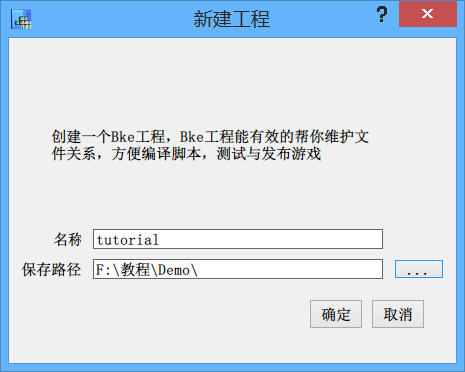 新建工程
创建一个Bke工程，Bke工程能有效的帮你维护文
件关系，方便编译脚本，测试与发布游戏
名称 tutorial
保存路径 F:\教程\Demo\ ...
确定 取消